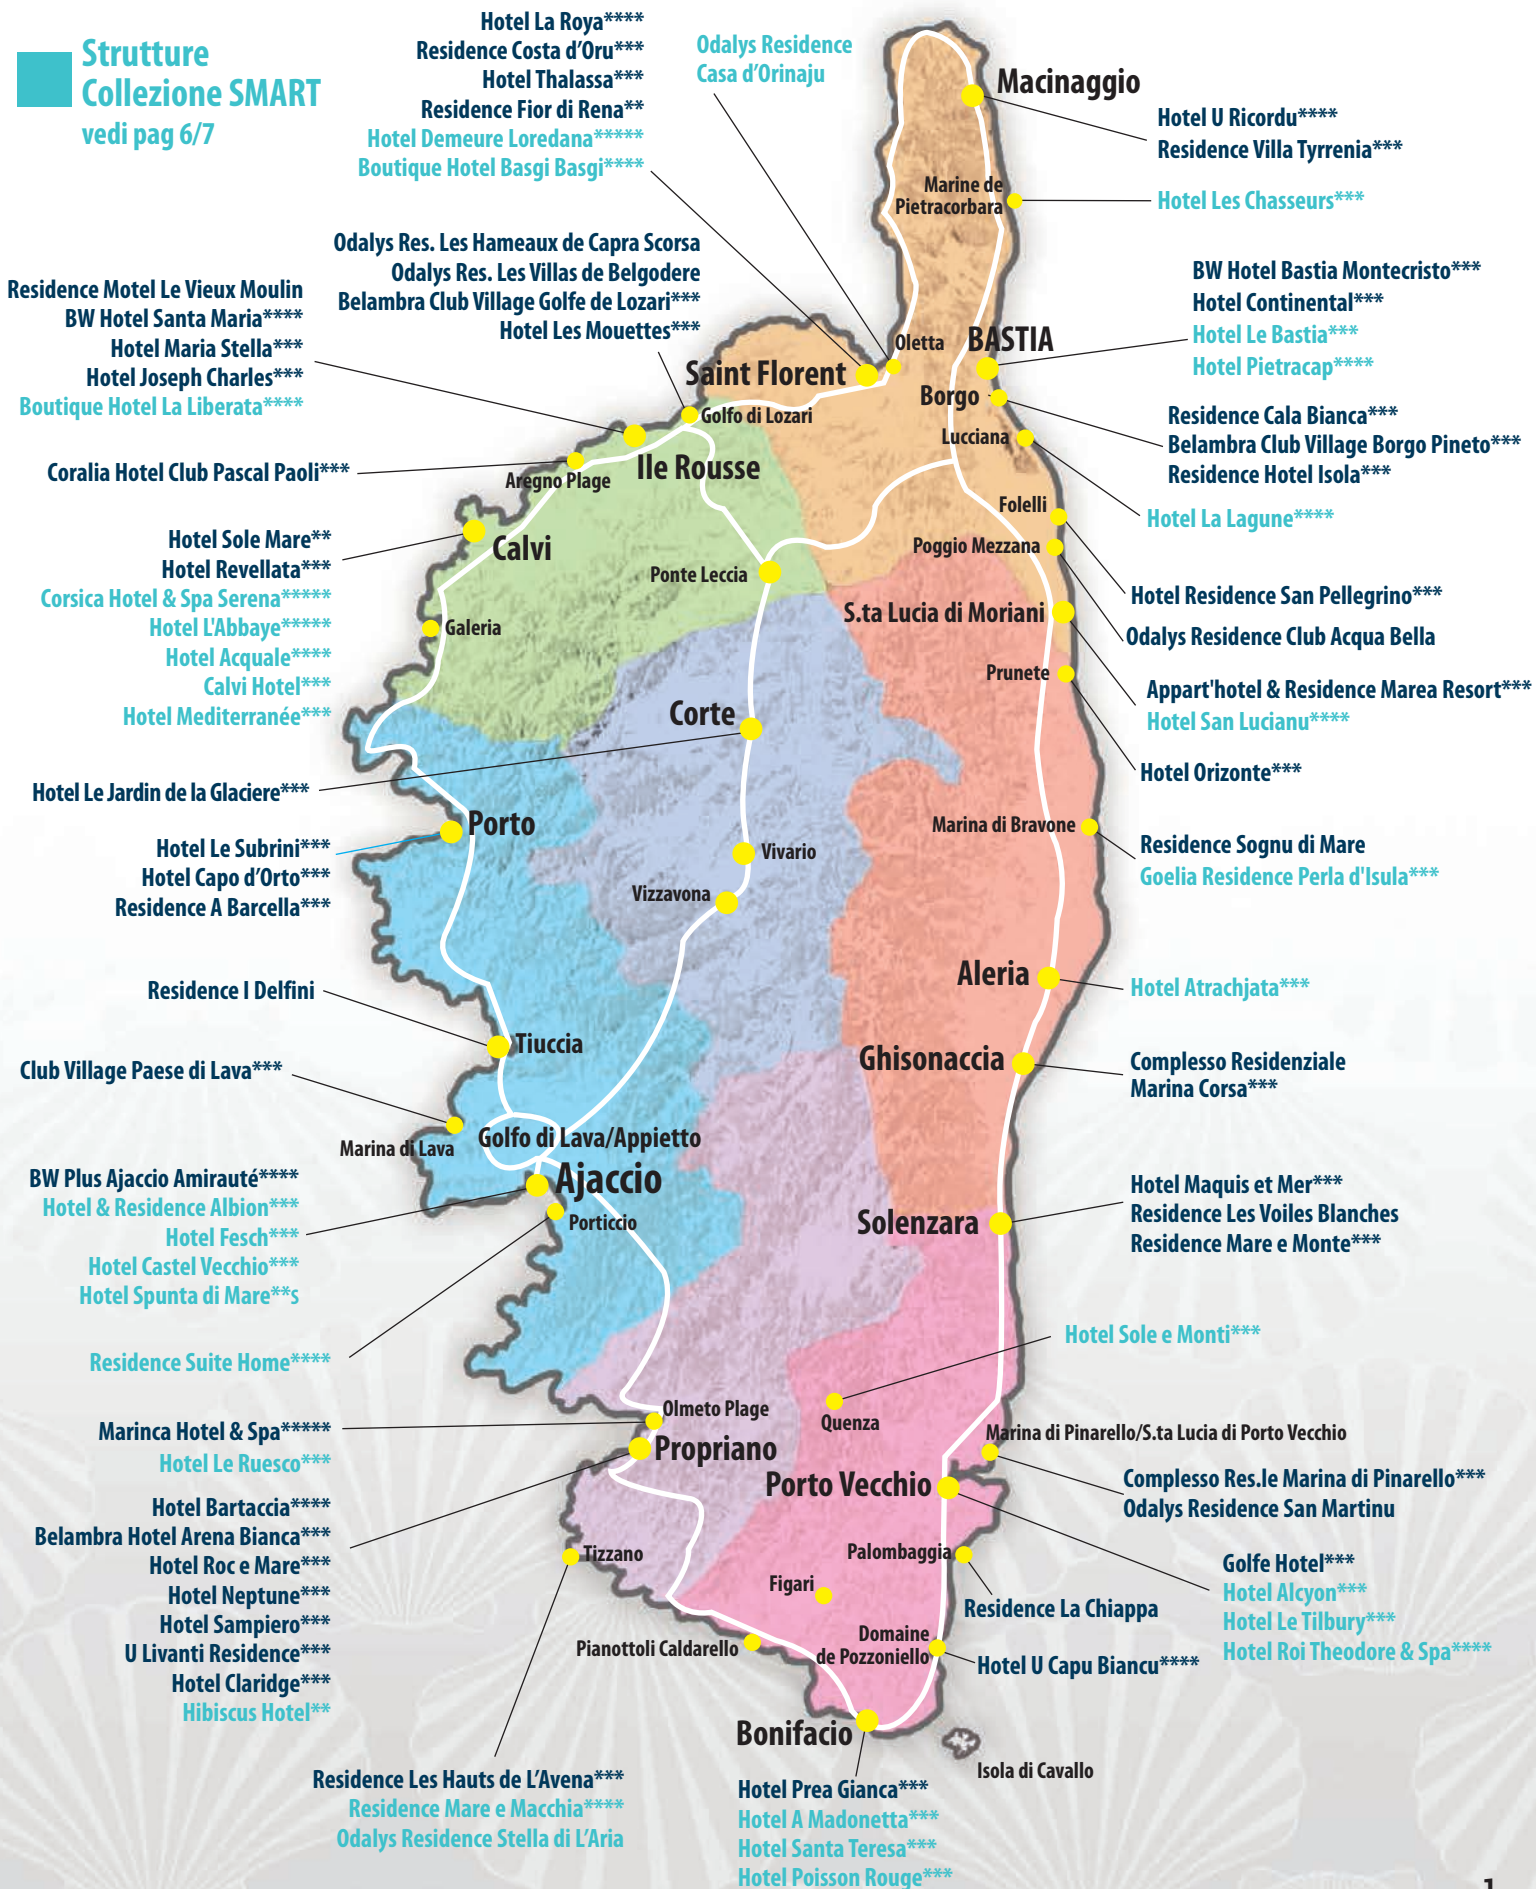 Strutture
Collezione SMART
vedi pag 6/7
Hotel La Roya****
Residence Costa d'Oru***
Hotel Thalassa***
Residence Fior di Rena**
Hotel Demeure Loredana*****
Boutique Hotel Basgi Basgi****
Odalys Residence
Casa d'Orinaju
Macinaggio
Hotel U Ricordu****
Residence Villa Tyrrenia***
Marine de
Pietracorbara
Hotel Les Chasseurs***
Odalys Res. Les Hameaux de Capra Scorsa
Odalys Res. Les Villas de Belgodere
Belambra Club Village Golfe de Lozari***
Hotel Les Mouettes***
BW Hotel Bastia Montecristo***
Hotel Continental***
Hotel Le Bastia***
Hotel Pietracap****
Residence Motel Le Vieux Moulin
BW Hotel Santa Maria****
Hotel Maria Stella***
Hotel Joseph Charles***
Boutique Hotel La Liberata****
Oletta
BASTIA
Saint Florent
Borgo
Golfo di Lozari
Lucciana
Residence Cala Bianca***
Belambra Club Village Borgo Pineto***
Residence Hotel Isola***
Coralia Hotel Club Pascal Paoli***
Ile Rousse
Aregno Plage
Folelli
Hotel La Lagune****
Calvi
Poggio Mezzana
Ponte Leccia
Hotel Sole Mare**
Hotel Revellata***
Corsica Hotel & Spa Serena*****
Hotel L'Abbaye*****
Hotel Acquale****
Calvi Hotel***
Hotel Mediterranée***
Galeria
S.ta Lucia di Moriani
Hotel Residence San Pellegrino***
Odalys Residence Club Acqua Bella
Prunete
Appart'hotel & Residence Marea Resort***
Hotel San Lucianu****
Corte
Hotel Orizonte***
Hotel Le Jardin de la Glaciere***
Porto
Marina di Bravone
Hotel Le Subrini***
Hotel Capo d'Orto***
Residence A Barcella***
Vivario
Vizzavona
Residence Sognu di Mare
Goelia Residence Perla d'Isula***
Aleria
Hotel Atrachjata***
Residence I Delfini
Tiuccia
Ghisonaccia
Complesso Residenziale
Marina Corsa***
Club Village Paese di Lava***
Marina di Lava
Golfo di Lava/Appietto
Ajaccio
BW Plus Ajaccio Amirauté****
Hotel & Residence Albion***
Hotel Fesch***
Hotel Castel Vecchio***
Hotel Spunta di Mare**s
Porticcio
Solenzara
Hotel Maquis et Mer***
Residence Les Voiles Blanches
Residence Mare e Monte***
Residence Suite Home****
Hotel Sole e Monti***
Quenza
Olmeto Plage
Marinca Hotel & Spa*****
Hotel Le Ruesco***
Propriano
Marina di Pinarello/S.ta Lucia di Porto Vecchio
Porto Vecchio
Complesso Res.le Marina di Pinarello***
Odalys Residence San Martinu
Hotel Bartaccia****
Belambra Hotel Arena Bianca***
Hotel Roc e Mare***
Hotel Neptune***
Hotel Sampiero***
U Livanti Residence***
Hotel Claridge***
Hibiscus Hotel**
Tizzano
Palombaggia
Figari
Golfe Hotel***
Hotel Alcyon***
Hotel Le Tilbury***
Hotel Roi Theodore & Spa****
Residence La Chiappa
Pianottoli Caldarello
Domaine
de Pozzoniello
Hotel U Capu Biancu****
Bonifacio
Isola di Cavallo
Residence Les Hauts de L'Avena***
Residence Mare e Macchia****
Odalys Residence Stella di L'Aria
Hotel Prea Gianca***
Hotel A Madonetta***
Hotel Santa Teresa***
Hotel Poisson Rouge***
1